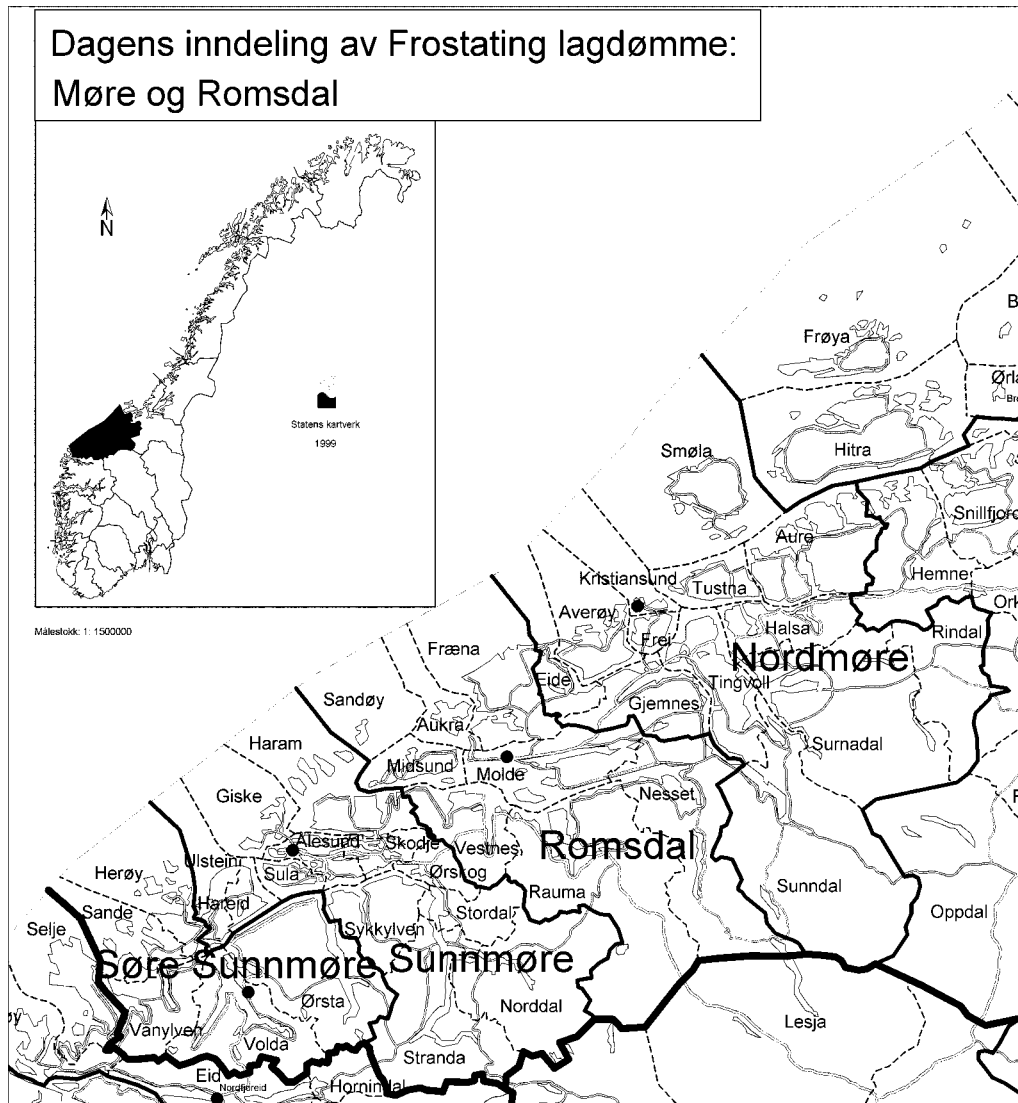 Dagens inndeling av Frostating lagdømme:
Møre og Romsdal
N
Statens kartverk
1999
Målestokk: 1: 1500000
Frøya
Hitra
Smøla
Snillfjord
Aure
Hemne
Kristiansund
Tustna
Averøy
Halsa
Rindal
Frei
Fræna
Nordmøre
Eide
Tingvoll
Sandøy
Gjemnes
Aukra
Surnadal
Haram
Midsund
Molde
Giske
Nesset
Ålesund
Skodje
Vestnes
Romsdal
Ulstein
Sula
Ørskog
Herøy
Rauma
Sunndal
Hareid
Sande
Stordal
Oppdal
Selje
Sykkylven
Søre Sunnmøre
Sunnmøre
Ørsta
Norddal
Vanylven
Lesja
Volda
Stranda
Eid
Nordfjordeid
Hornindal